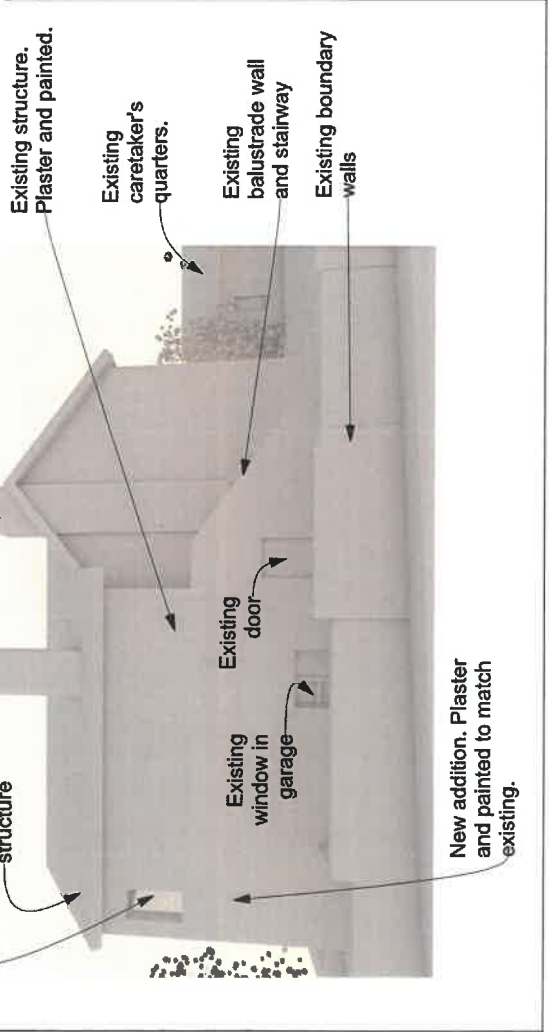 structure
Existing structure.
Plaster and painted.
Existing
caretaker's
quarters.
Existing
balustrade wall
and stairway
Existing boundary
walls
Existing
door
Existing
window in
garage
New addition. Plaster
and painted to match
existing.